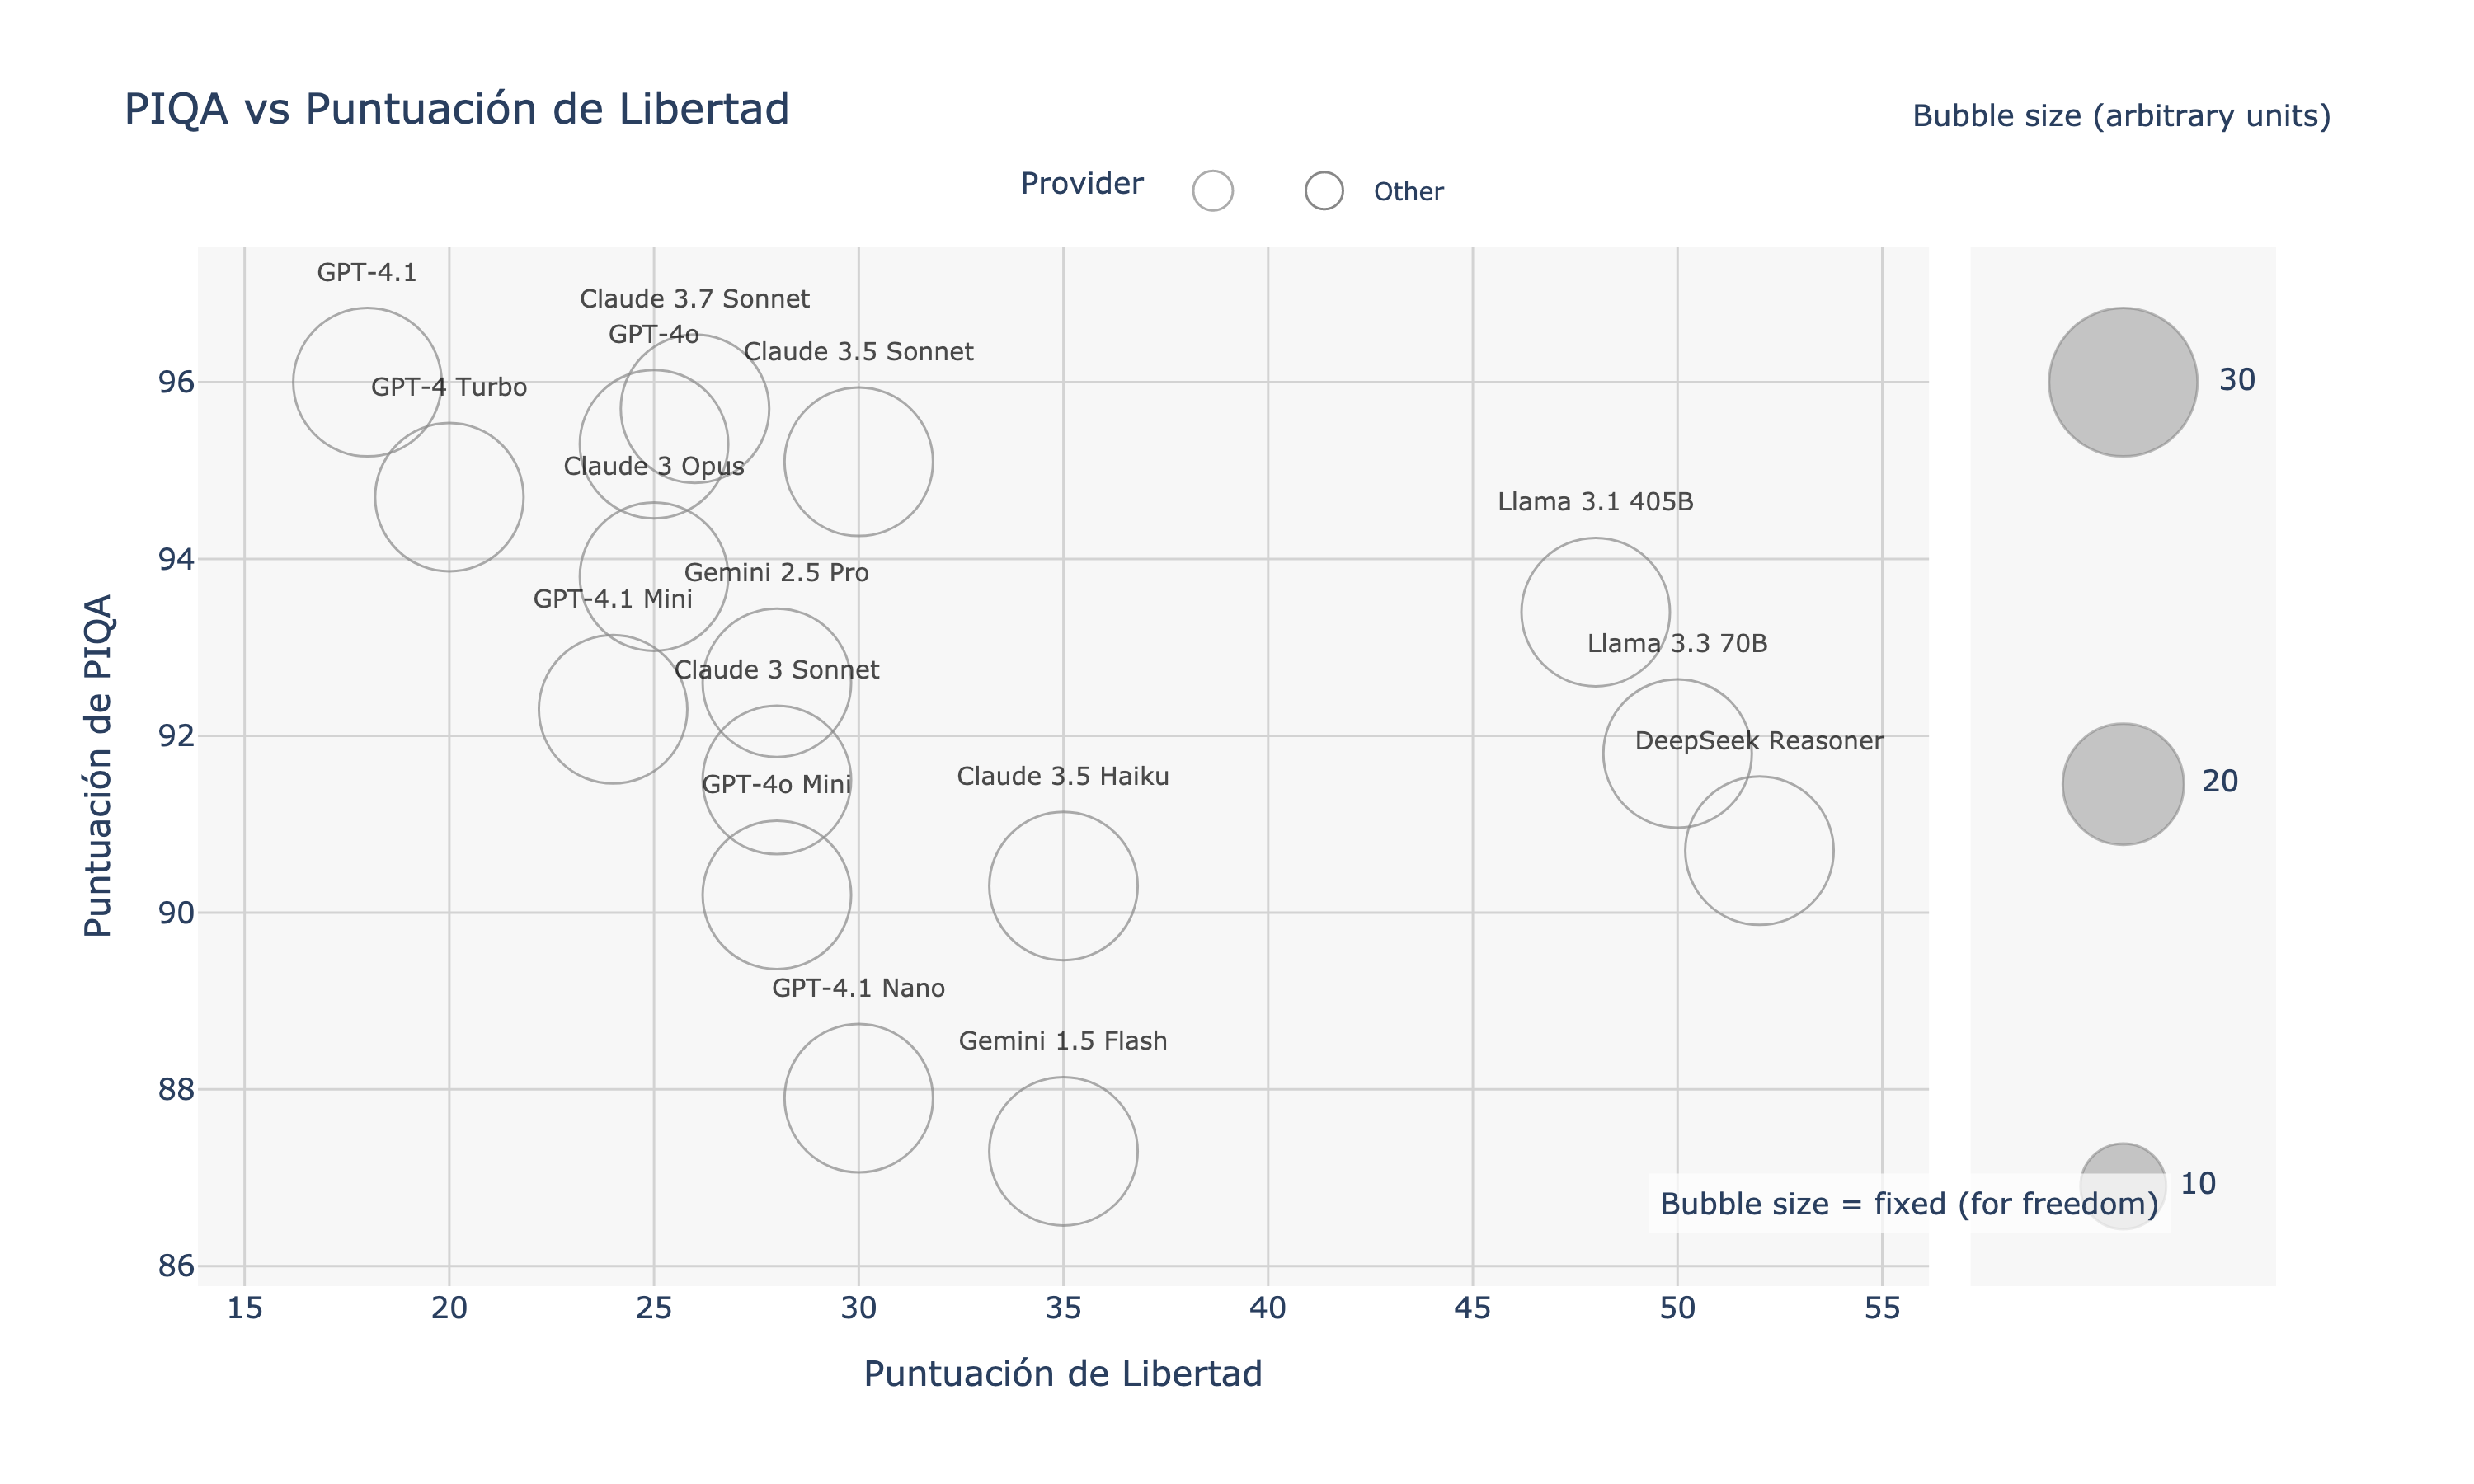 PIQA vs Puntuación de Libertad
Bubble size (arbitrary units)
Provider
Other
GPT-4.1
Claude 3.7 Sonnet
GPT-4o
Claude 3.5 Sonnet
GPT-4 Turbo
Claude 3 Opus
Llama 3.1 405B
Gemini 2.5 Pro
GPT-4.1 Mini
Llama 3.3 70B
Claude 3 Sonnet
DeepSeek Reasoner
GPT-4o Mini
Claude 3.5 Haiku
GPT-4.1 Nano
Gemini 1.5 Flash
Puntuación de PIQA
96
94
92
90
88
86
15
20
25
30
35
40
45
50
55
Puntuación de Libertad
30
20
10
Bubble size = fixed (for freedom)